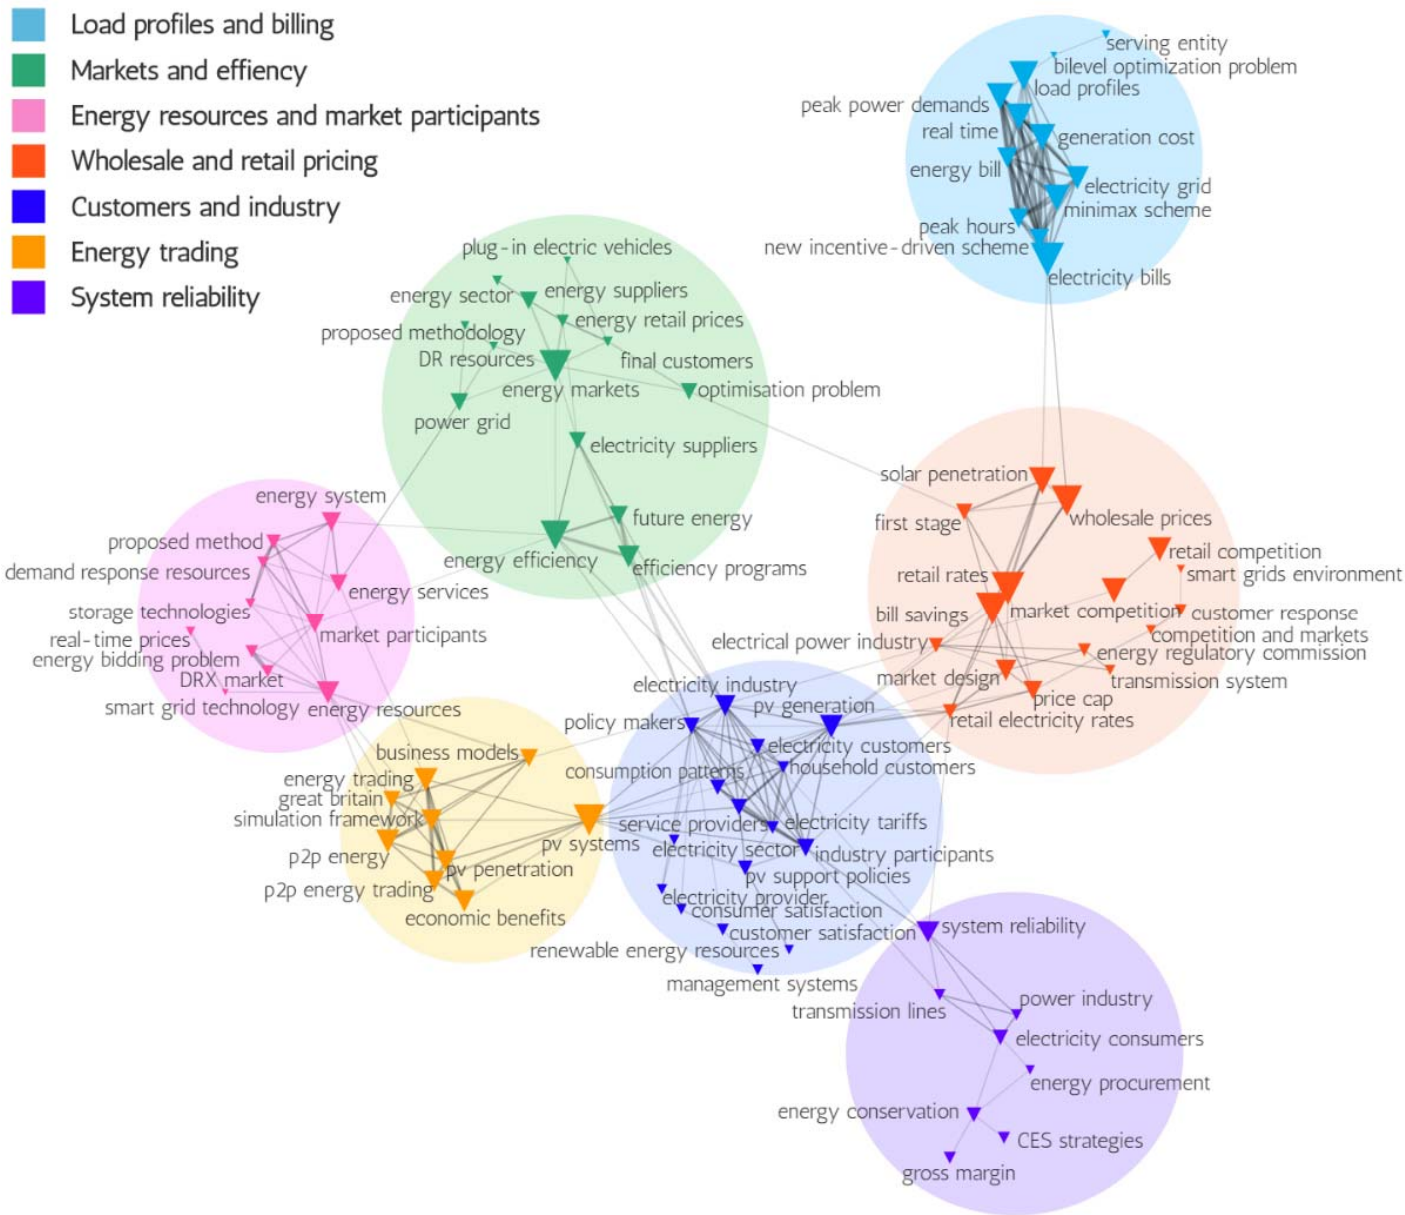 Load profiles and billing
Markets and effiency
Energy resources and market participants
Wholesale and retail pricing
Customers and industry
Energy trading
System reliability
serving entity
bilevel optimization problem
load profiles
peak power demands
real time
generation cost
energy bill
electricity grid
minimax scheme
peak hours
new incentive-driven scheme
electricity bills
plug-in electric vehicles
energy sector
energy suppliers
energy retail prices
proposed methodology
DR resources
final customers
energy markets
optimisation problem
power grid
electricity suppliers
future energy
energy efficiency
efficiency programs
energy system
proposed method
demand response resources
energy services
storage technologies
market participants
real-time prices
energy bidding problem
DRX market
smart grid technology
energy resources
solar penetration
first stage
wholesale prices
retail competition
smart grids environment
retail rates
bill savings
market competition
customer response
competition and markets
electrical power industry
energy regulatory commission
market design
transmission system
price cap
retail electricity rates
business models
energy trading
great britain
simulation framework
p2p energy
pv systems
pv penetration
p2p energy trading
economic benefits
electricity industry
pv generation
policy makers
electricity customers
consumption patterns
household customers
service providers
electricity tariffs
electricity sector
industry participants
pv support policies
electricity provider
consumer satisfaction
customer satisfaction
renewable energy resources
management systems
system reliability
transmission lines
power industry
electricity consumers
energy procurement
energy conservation
CES strategies
gross margin